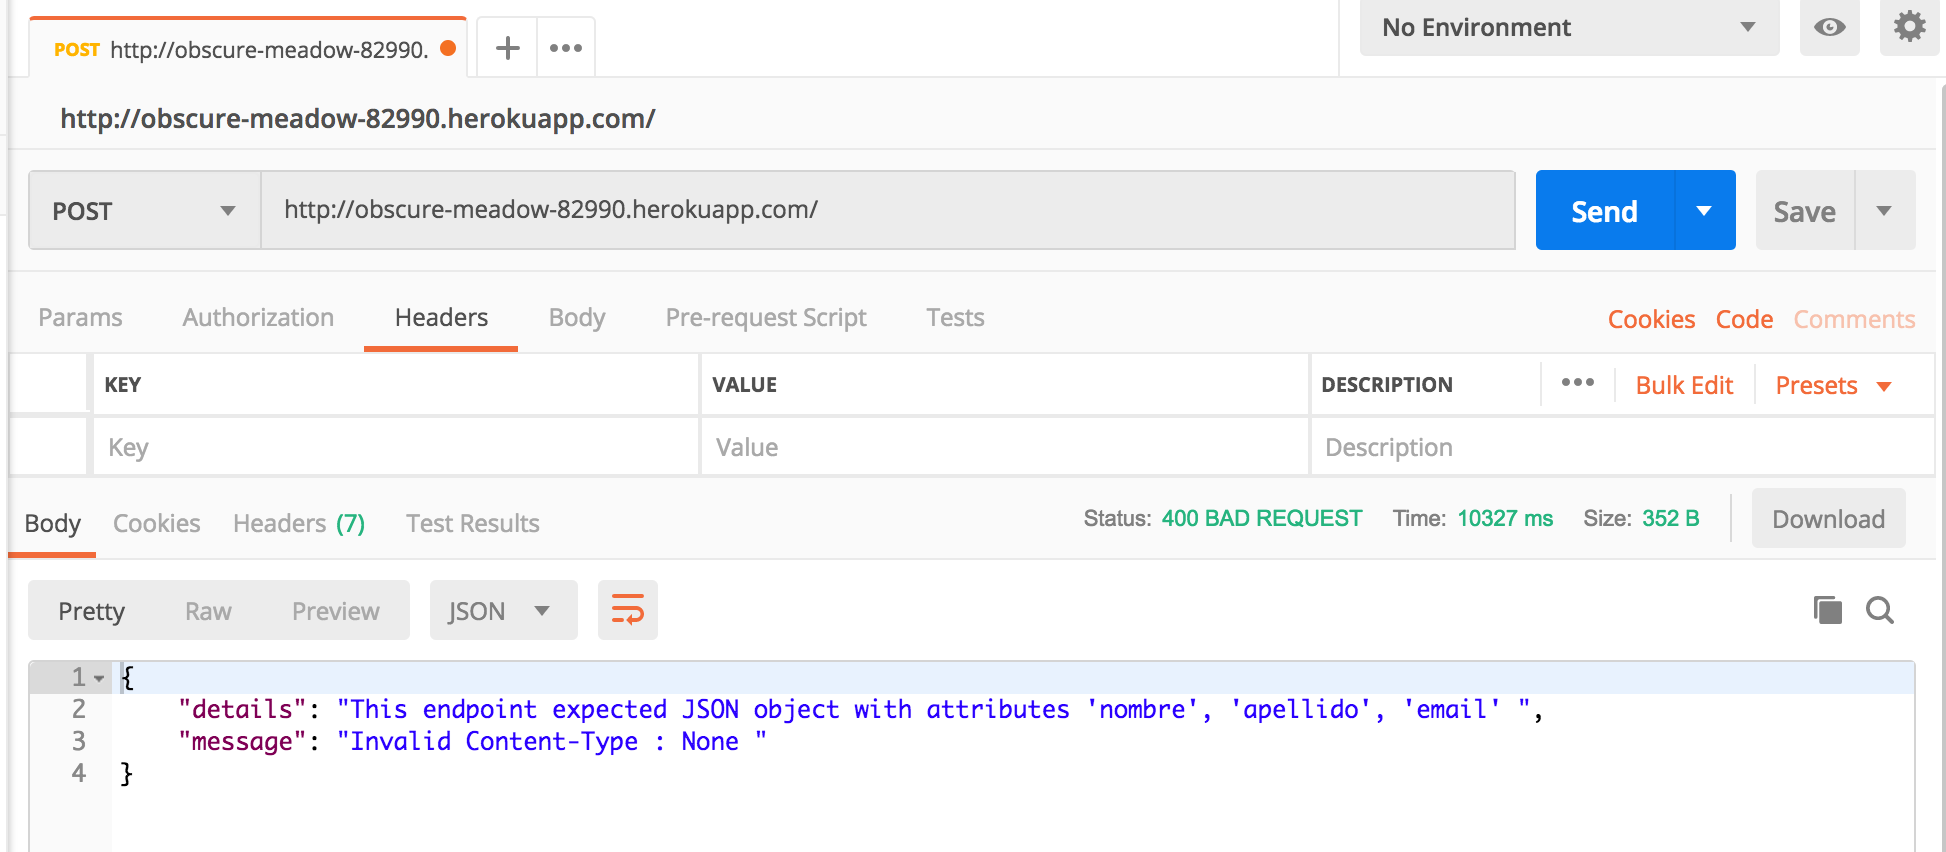 POST http://obscure-meadow-82990.
No Environment
http://obscure-meadow-82990.herokuapp.com/
POST http://obscure-meadow-82990.herokuapp.com/ Send Save
Params Authorization Headers Body Pre-request Script Tests Cookies Code Comments
KEY VALUE DESCRIPTION Bulk Edit Presets
Key Value Description
Body Cookies Headers (7) Test Results Status: 400 BAD REQUEST Time: 10327 ms Size: 352 B Download
Pretty Raw Preview JSON
1 {
2 "details": "This endpoint expected JSON object with attributes 'nombre', 'apellido', 'email' ",
3 "message": "Invalid Content-Type : None "
4 }